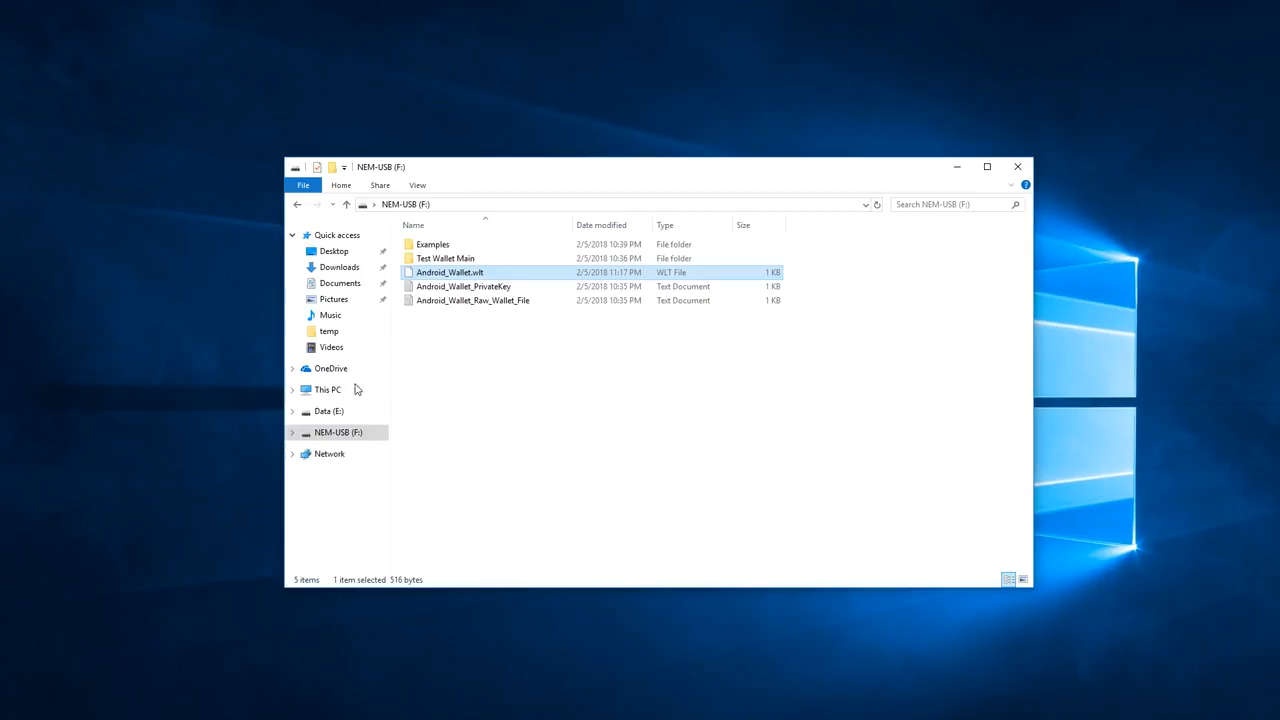 NEM-USB (F:)
File Home Share View
NEM-USB (F:) Search NEM-USB (F:)
Name Date modified Type Size
Quick access
Desktop
Downloads
Documents
Pictures
Music
temp
Videos
OneDrive
This PC
Data (E:)
NEM-USB (F:)
Network
Examples 2/5/2018 10:39 PM File folder
Test Wallet Main 2/5/2018 10:36 PM File folder
Android_Wallet.wlt 2/5/2018 11:17 PM WLT File 1 KB
Android_Wallet_PrivateKey 2/5/2018 10:35 PM Text Document 1 KB
Android_Wallet_Raw_Wallet_File 2/5/2018 10:35 PM Text Document 1 KB
5 items 1 item selected 516 bytes